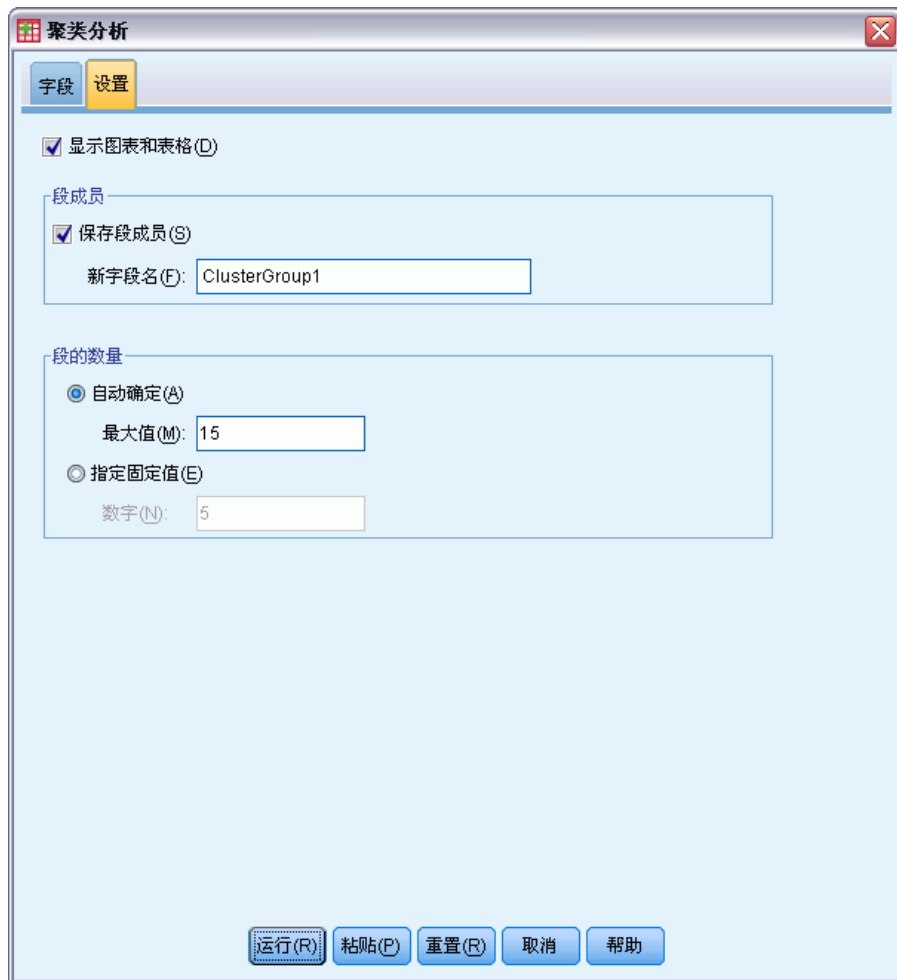 聚类分析
字段 设置
显示图表和表格(D)
段成员
保存段成员(S)
新字段名(F): ClusterGroup1
段的数量
自动确定(A)
最大值(M): 15
指定固定值(E)
数字(N): 5
运行(R) 粘贴(P) 重置(R) 取消 帮助